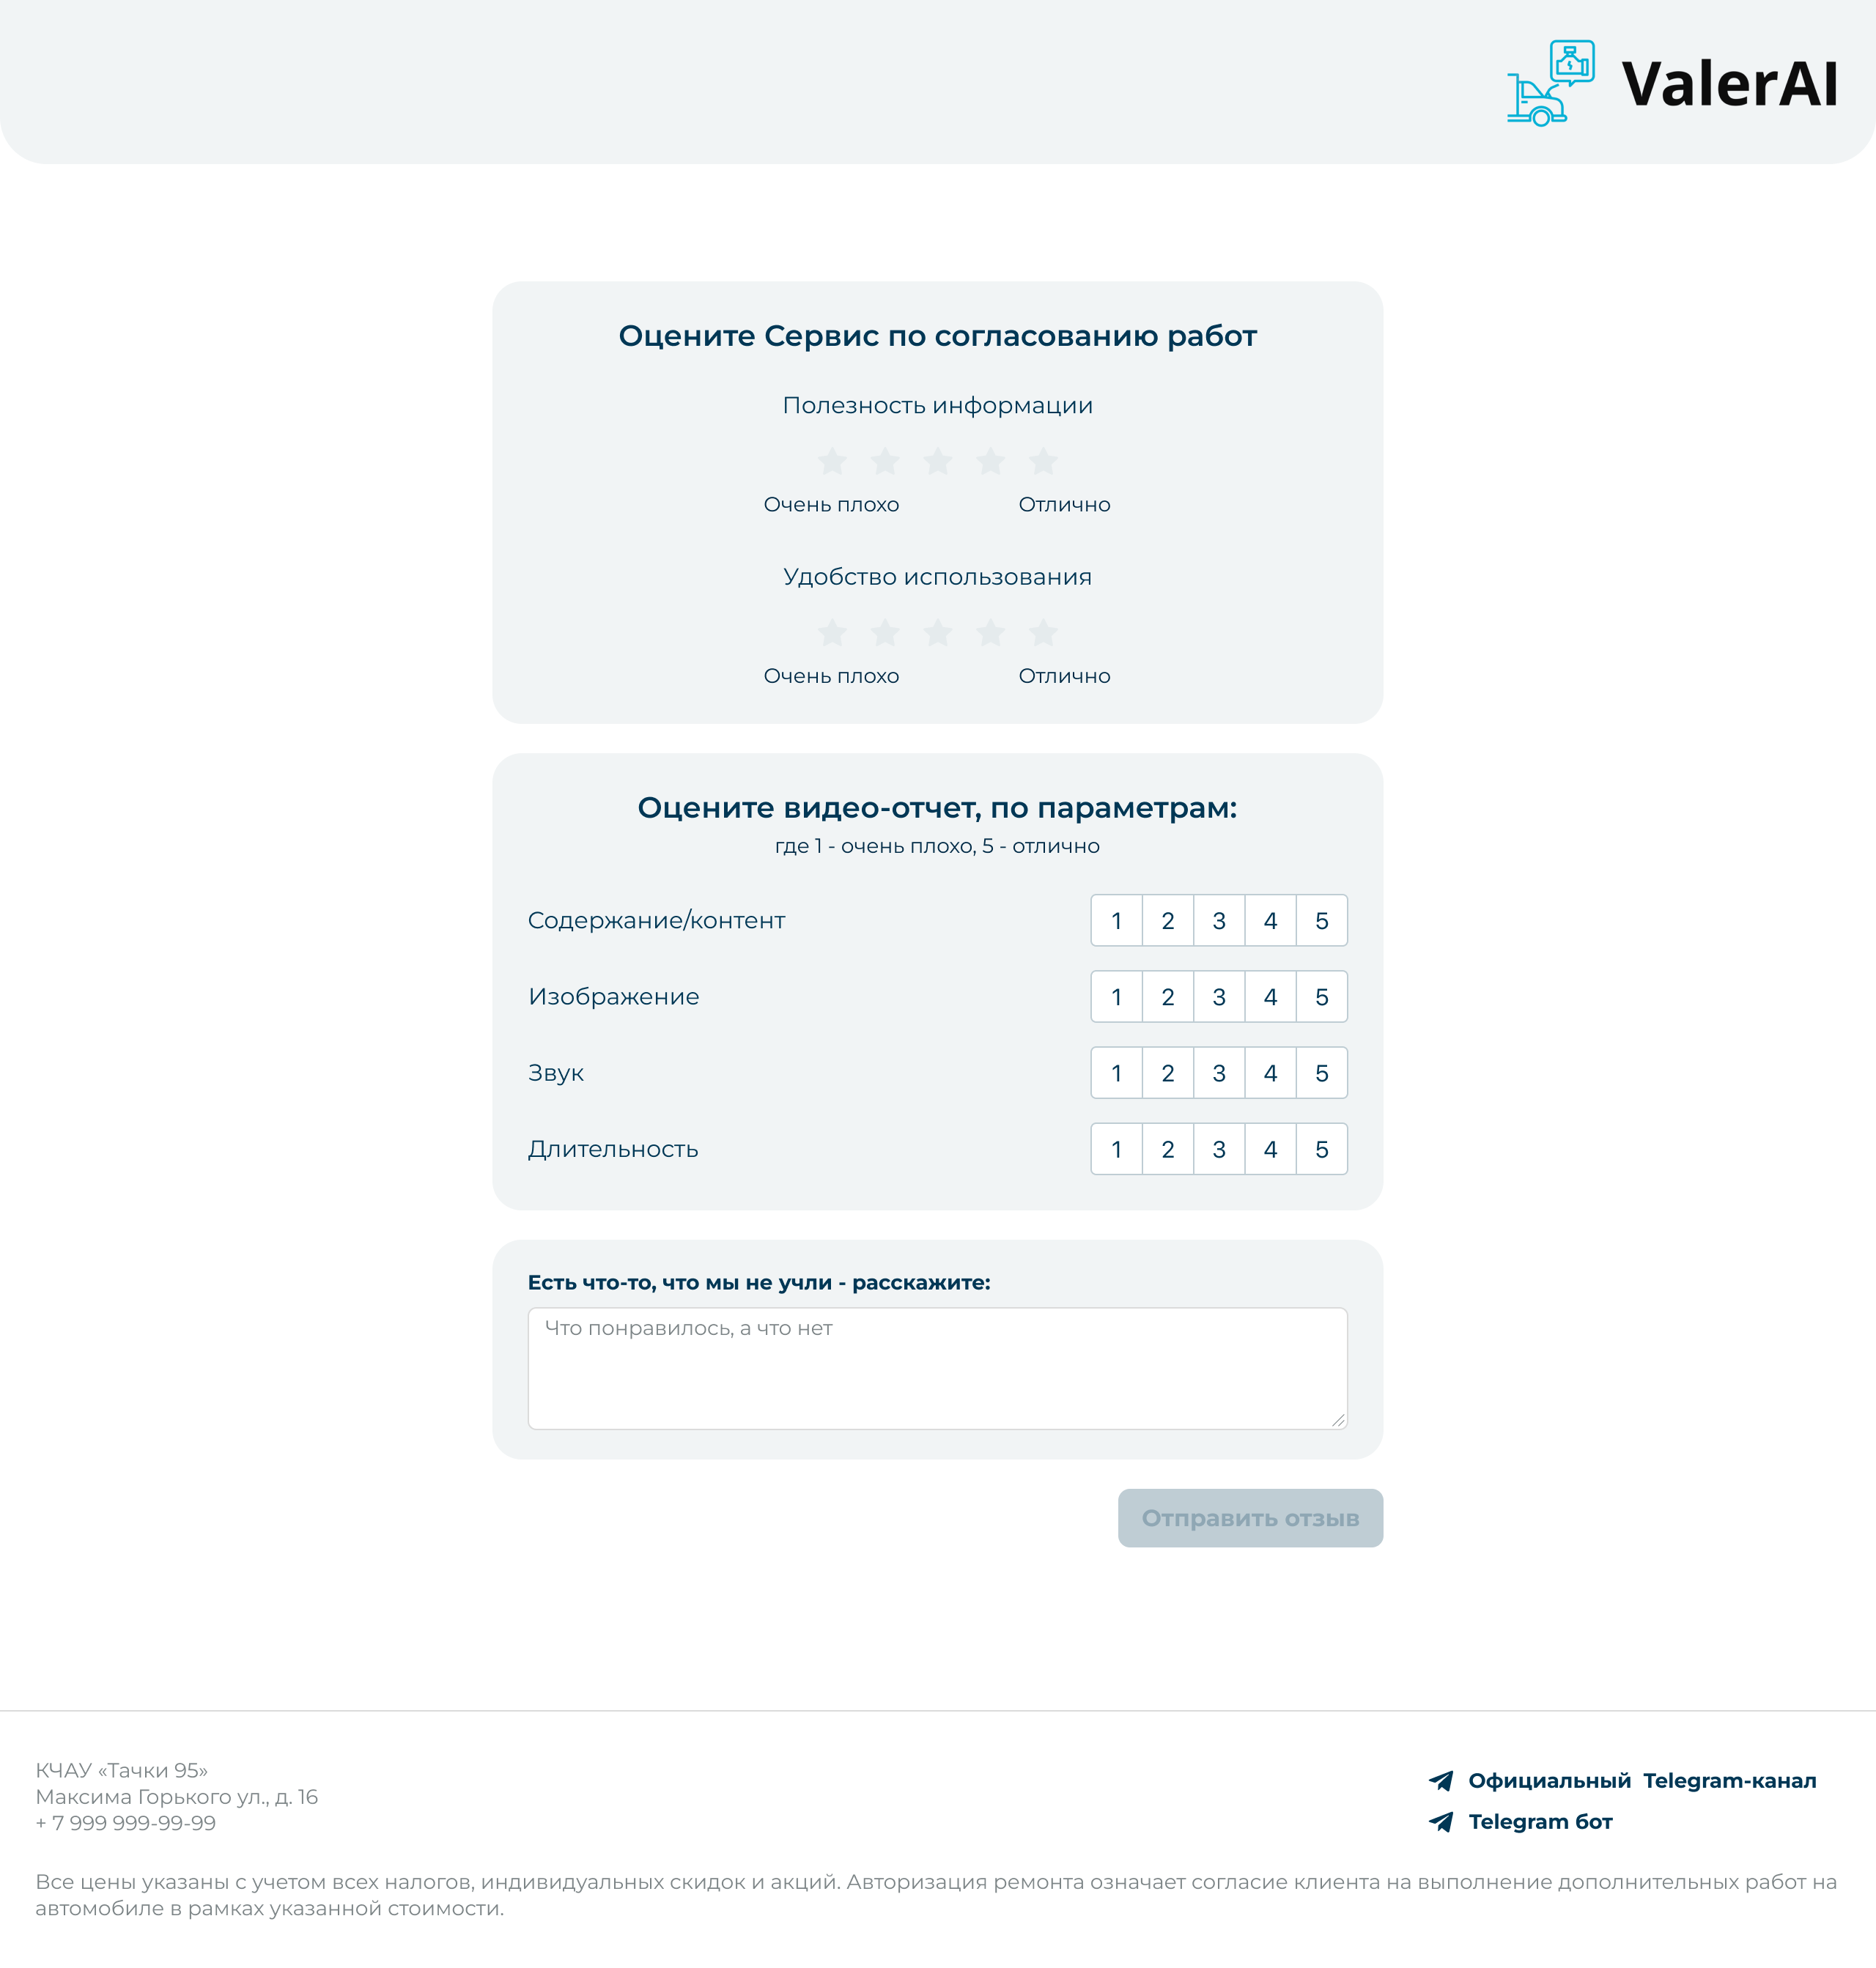 ValerAI
Оцените Сервис по согласованию работ
Полезность информации
Очень плохо Отлично
Удобство использования
Очень плохо Отлично
Оцените видео-отчет, по параметрам:
где 1 - очень плохо, 5 - отлично
Содержание/контент 1 2 3 4 5
Изображение 1 2 3 4 5
Звук 1 2 3 4 5
Длительность 1 2 3 4 5
Есть что-то, что мы не учли - расскажите:
Что понравилось, а что нет
Отправить отзыв
КЧАУ «Тачки 95»
Максима Горького ул., д. 16
+ 7 999 999-99-99
Официальный Telegram-канал
Telegram бот
Все цены указаны с учетом всех налогов, индивидуальных скидок и акций. Авторизация ремонта означает согласие клиента на выполнение дополнительных работ на
автомобиле в рамках указанной стоимости.